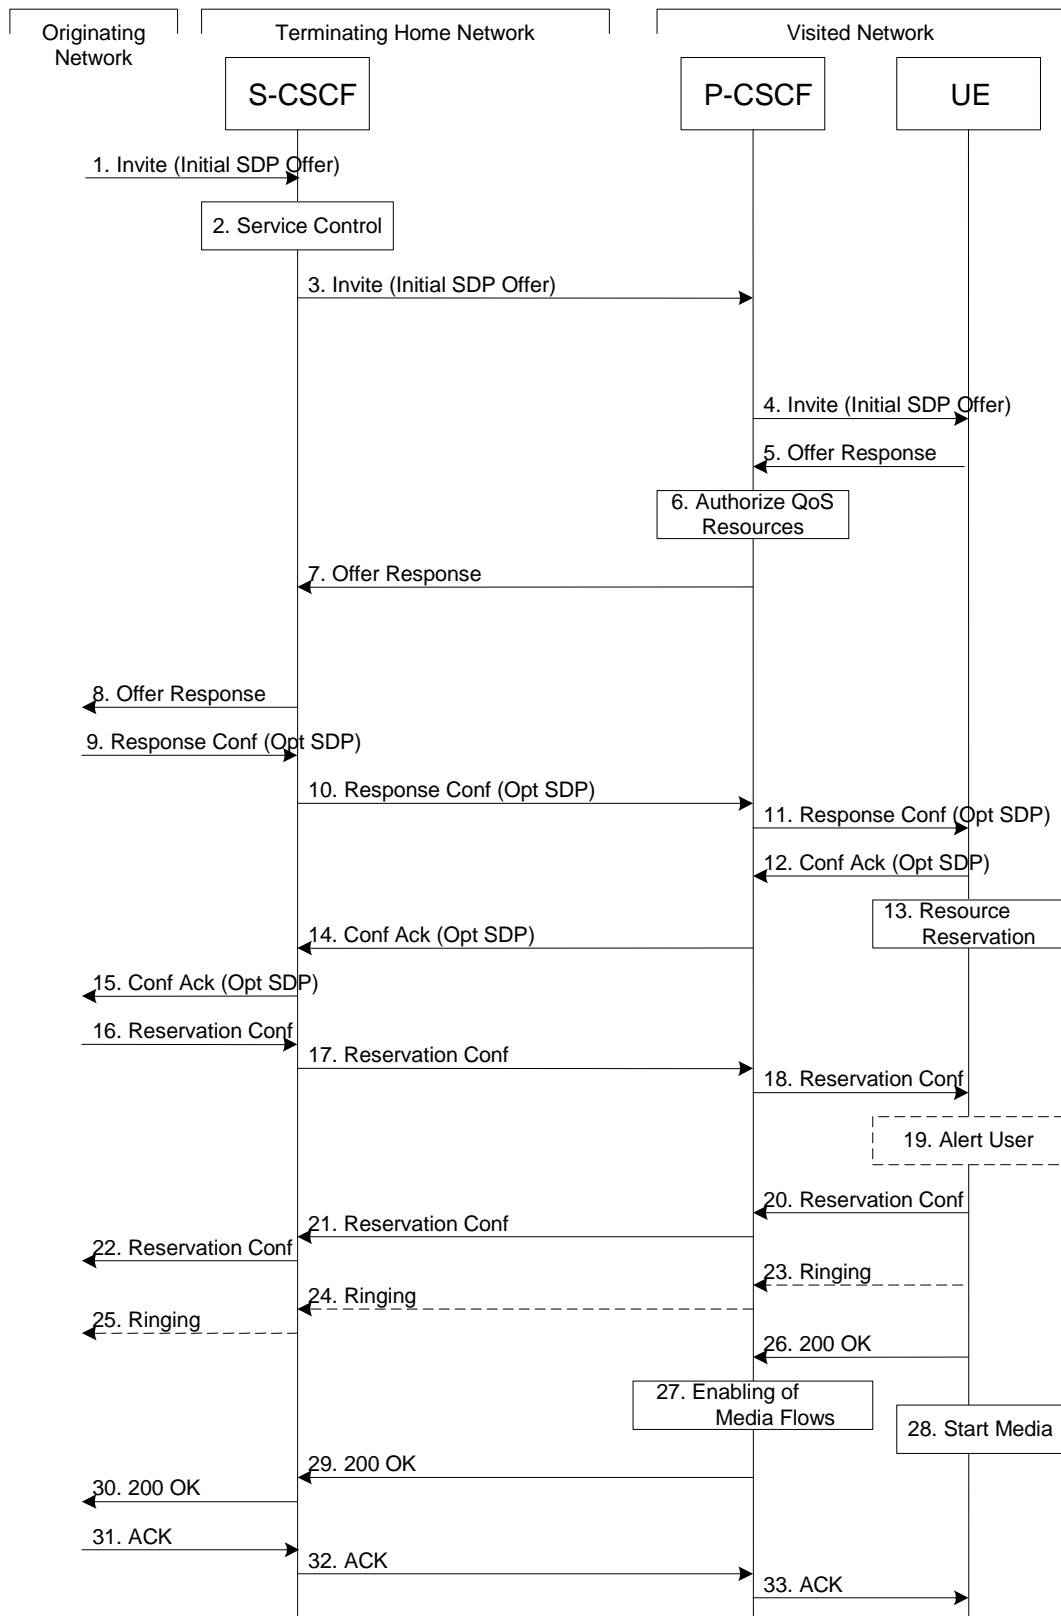 Originating
Network
Terminating Home Network
Visited Network
S-CSCF
P-CSCF
UE
1. Invite (Initial SDP Offer)
2. Service Control
3. Invite (Initial SDP Offer)
4. Invite (Initial SDP Offer)
5. Offer Response
6. Authorize QoS
Resources
7. Offer Response
8. Offer Response
9. Response Conf (Opt SDP)
10. Response Conf (Opt SDP)
11. Response Conf (Opt SDP)
12. Conf Ack (Opt SDP)
13. Resource
Reservation
14. Conf Ack (Opt SDP)
15. Conf Ack (Opt SDP)
16. Reservation Conf
17. Reservation Conf
18. Reservation Conf
19. Alert User
20. Reservation Conf
21. Reservation Conf
22. Reservation Conf
23. Ringing
24. Ringing
25. Ringing
26. 200 OK
27. Enabling of
Media Flows
28. Start Media
29. 200 OK
30. 200 OK
31. ACK
32. ACK
33. ACK